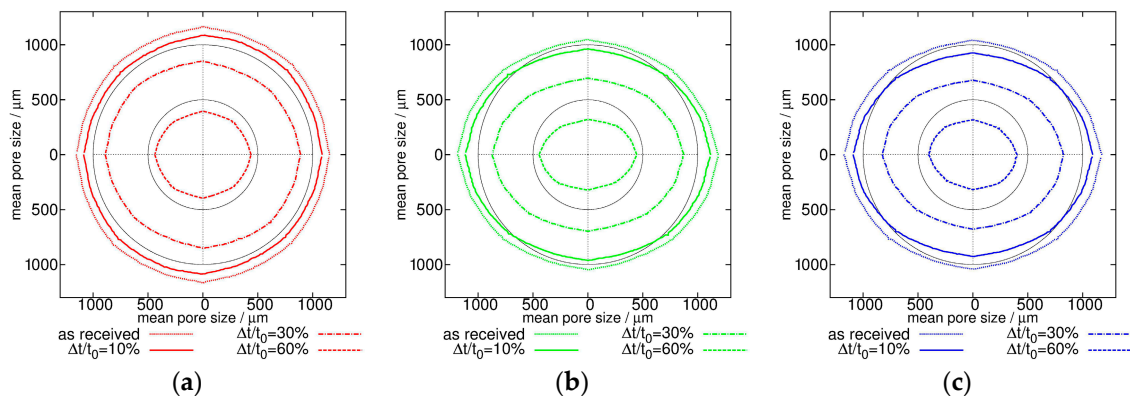 1000
500
0
500
1000
mean pore size / μm
1000 500 0 500 1000
mean pore size / μm
as received Δt/t0=30%
Δt/t0=10% Δt/t0=60%
(a)
1000
500
0
500
1000
mean pore size / μm
1000 500 0 500 1000
mean pore size / μm
as received Δt/t0=30%
Δt/t0=10% Δt/t0=60%
(b)
1000
500
0
500
1000
mean pore size / μm
1000 500 0 500 1000
mean pore size / μm
as received Δt/t0=30%
Δt/t0=10% Δt/t0=60%
(c)